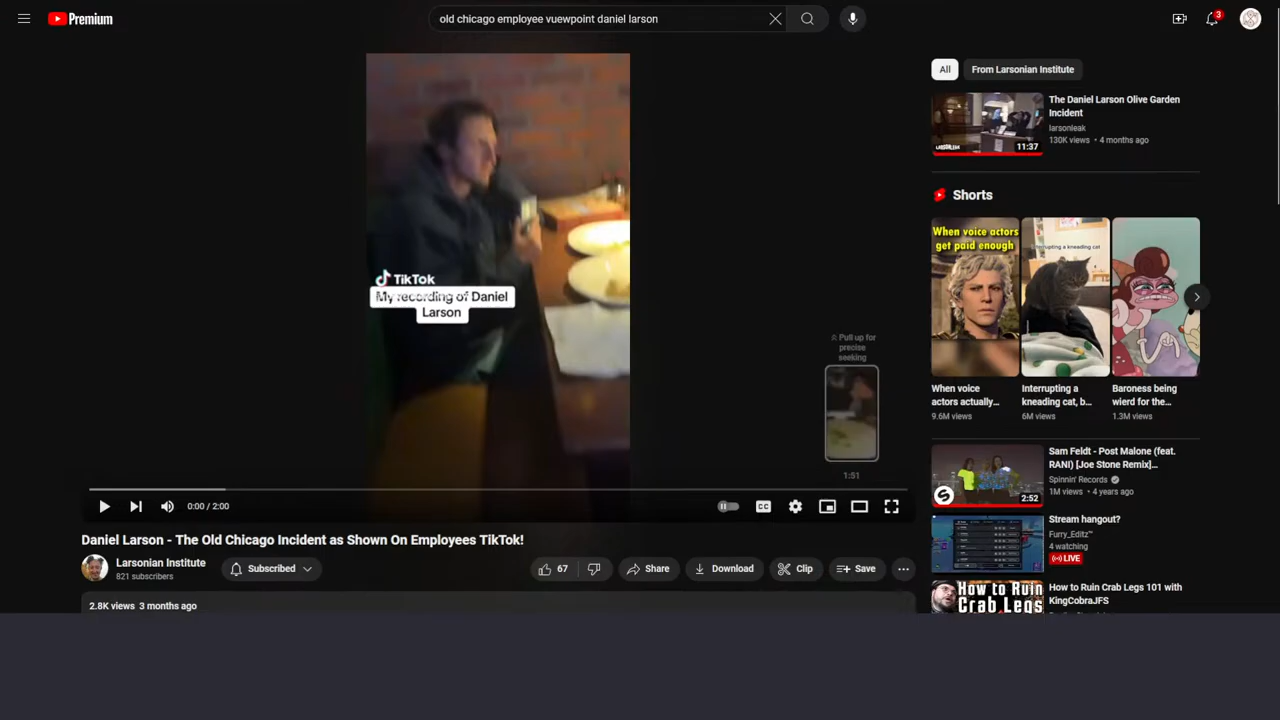 Premium
old chicago employee vuewpoint daniel larson
3
TikTok
My recording of Daniel
Larson
Pull up for
precise
seeking
1:51
0:00 / 2:00
CC
Daniel Larson - The Old Chicago Incident as Shown On Employees TikTok!
Larsonian Institute
821 subscribers
Subscribed
67
Share
Download
Clip
Save
2.8K views 3 months ago
All
From Larsonian Institute
11:37
The Daniel Larson Olive Garden
Incident
larsonleak
130K views • 4 months ago
Shorts
When voice actors
get paid enough
Interrupting a kneading cat
When voice
actors actually...
9.6M views
Interrupting a
kneading cat, b...
6M views
Baroness being
wierd for the...
1.3M views
2:52
Sam Feldt - Post Malone (feat.
RANI) [Joe Stone Remix]...
Spinnin' Records
1M views • 4 years ago
Stream hangout?
Furry_Editz™
4 watching
LIVE
How to Ruin
Crab Legs
How to Ruin Crab Legs 101 with
KingCobraJFS